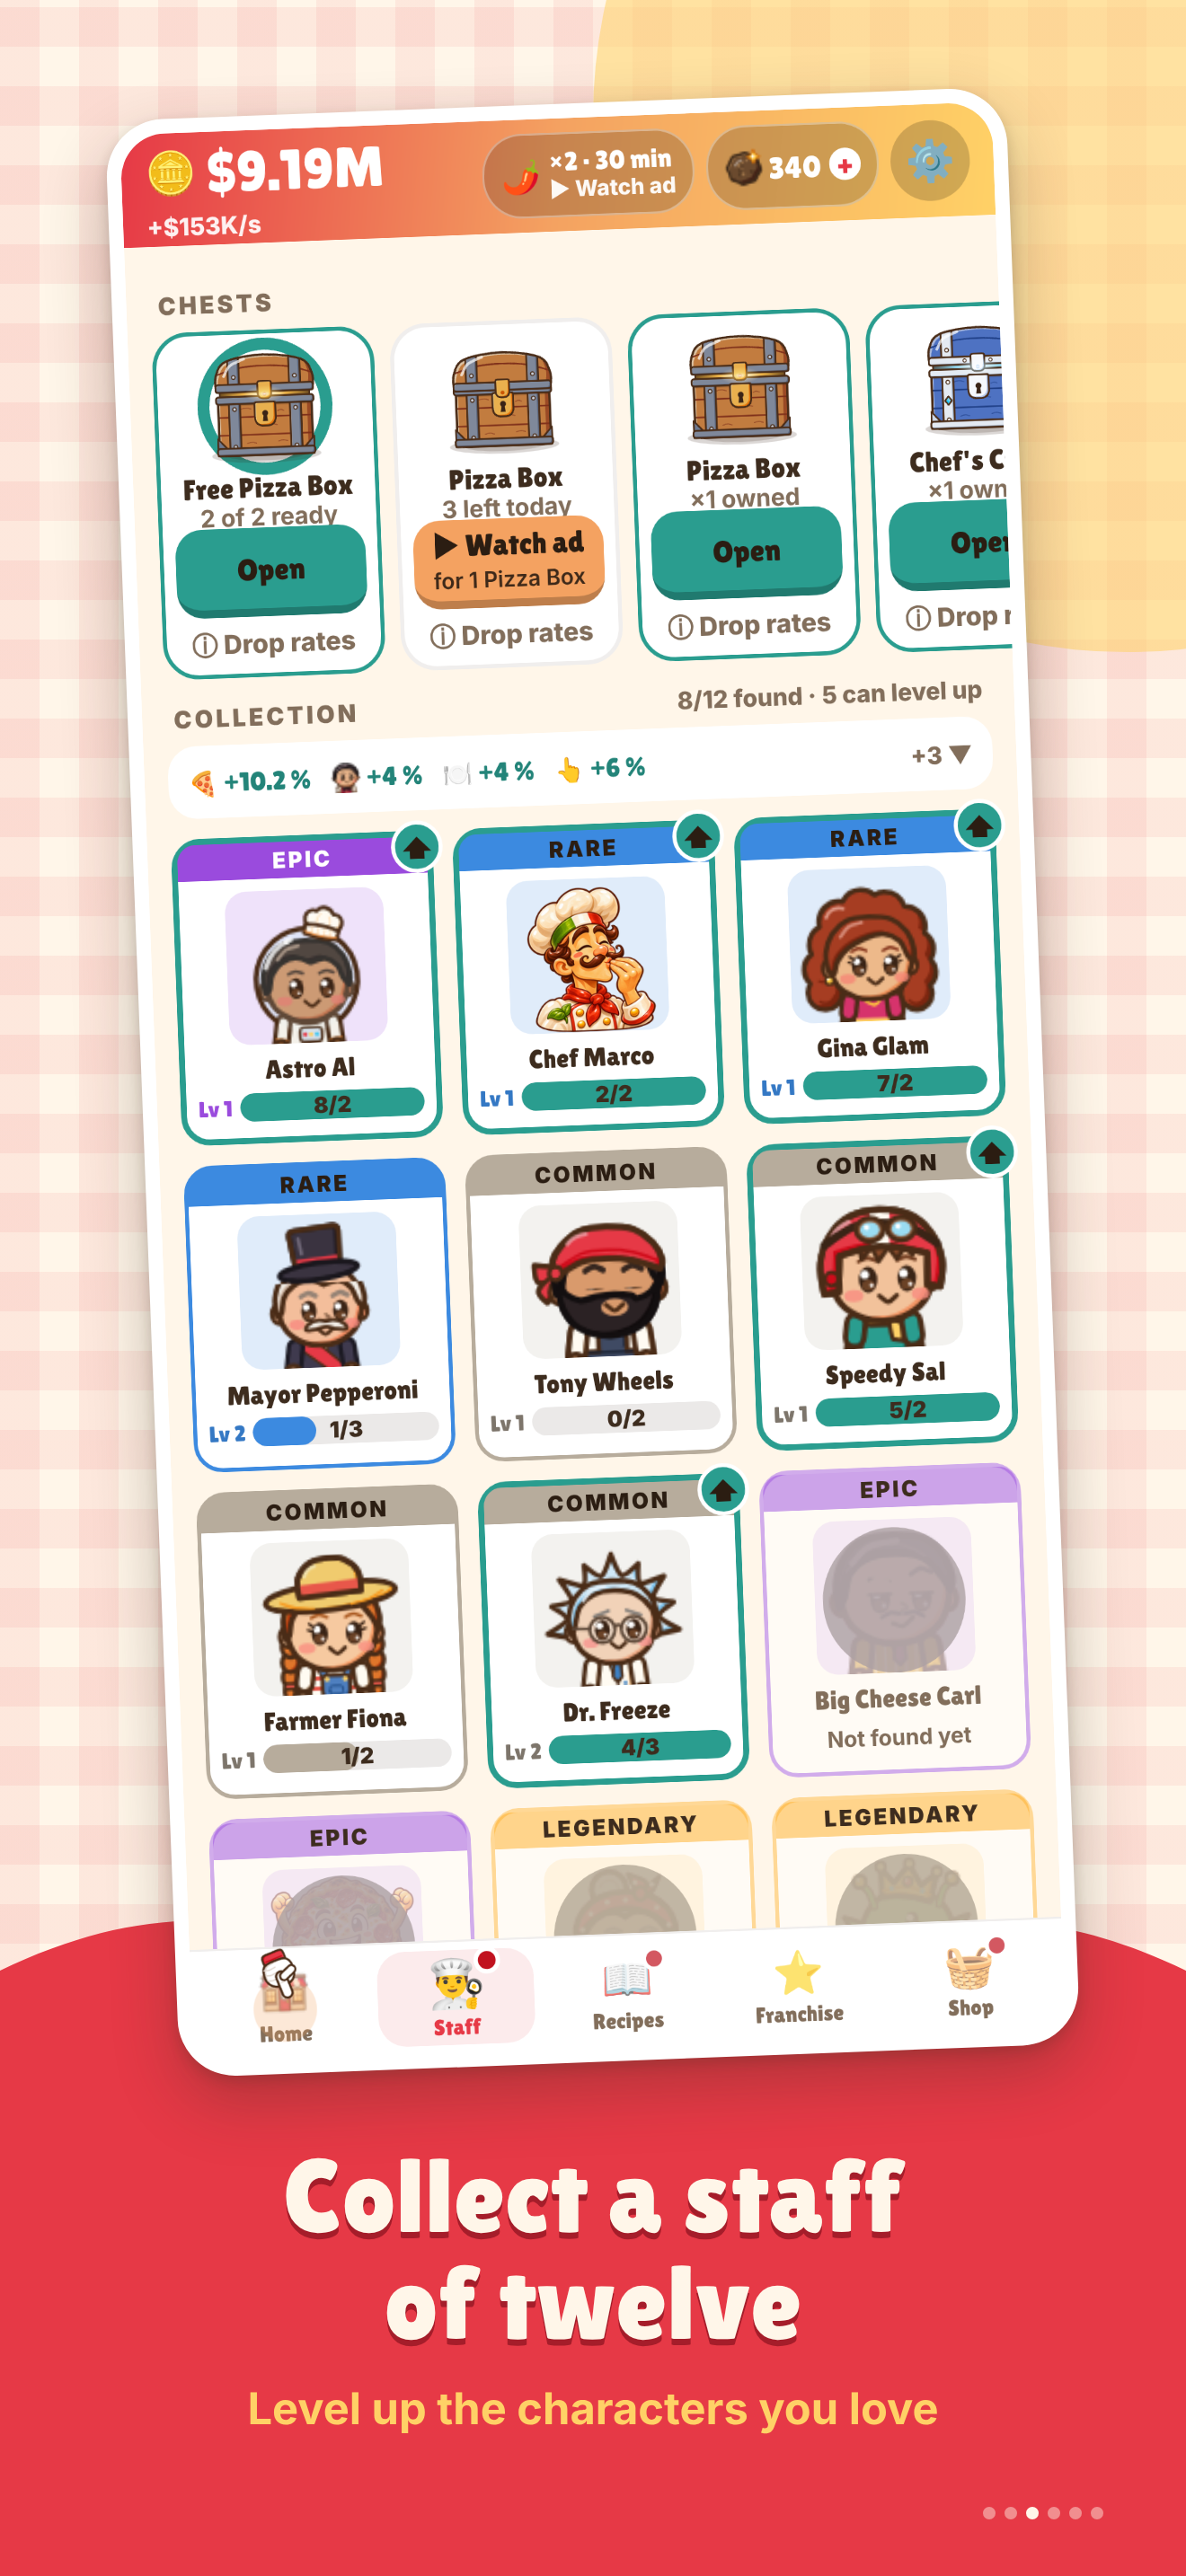 $9.19M
+$153K/s
×2 · 30 min
▶ Watch ad
340 +
CHESTS
Free Pizza Box
2 of 2 ready
Open
ⓘ Drop rates
Pizza Box
3 left today
▶ Watch ad
for 1 Pizza Box
ⓘ Drop rates
Pizza Box
×1 owned
Open
ⓘ Drop rates
Chef's C
×1 own
Open
ⓘ Drop r
COLLECTION
8/12 found · 5 can level up
+10.2 %
+4 %
+4 %
+6 %
+3 ▼
EPIC
Astro Al
Lv 1
8/2
RARE
Chef Marco
Lv 1
2/2
RARE
Gina Glam
Lv 1
7/2
RARE
Mayor Pepperoni
Lv 2
1/3
COMMON
Tony Wheels
Lv 1
0/2
COMMON
Speedy Sal
Lv 1
5/2
COMMON
Farmer Fiona
Lv 1
1/2
COMMON
Dr. Freeze
Lv 2
4/3
EPIC
Big Cheese Carl
Not found yet
EPIC
LEGENDARY
LEGENDARY
Home
Staff
Recipes
Franchise
Shop
Collect a staff
of twelve
Level up the characters you love